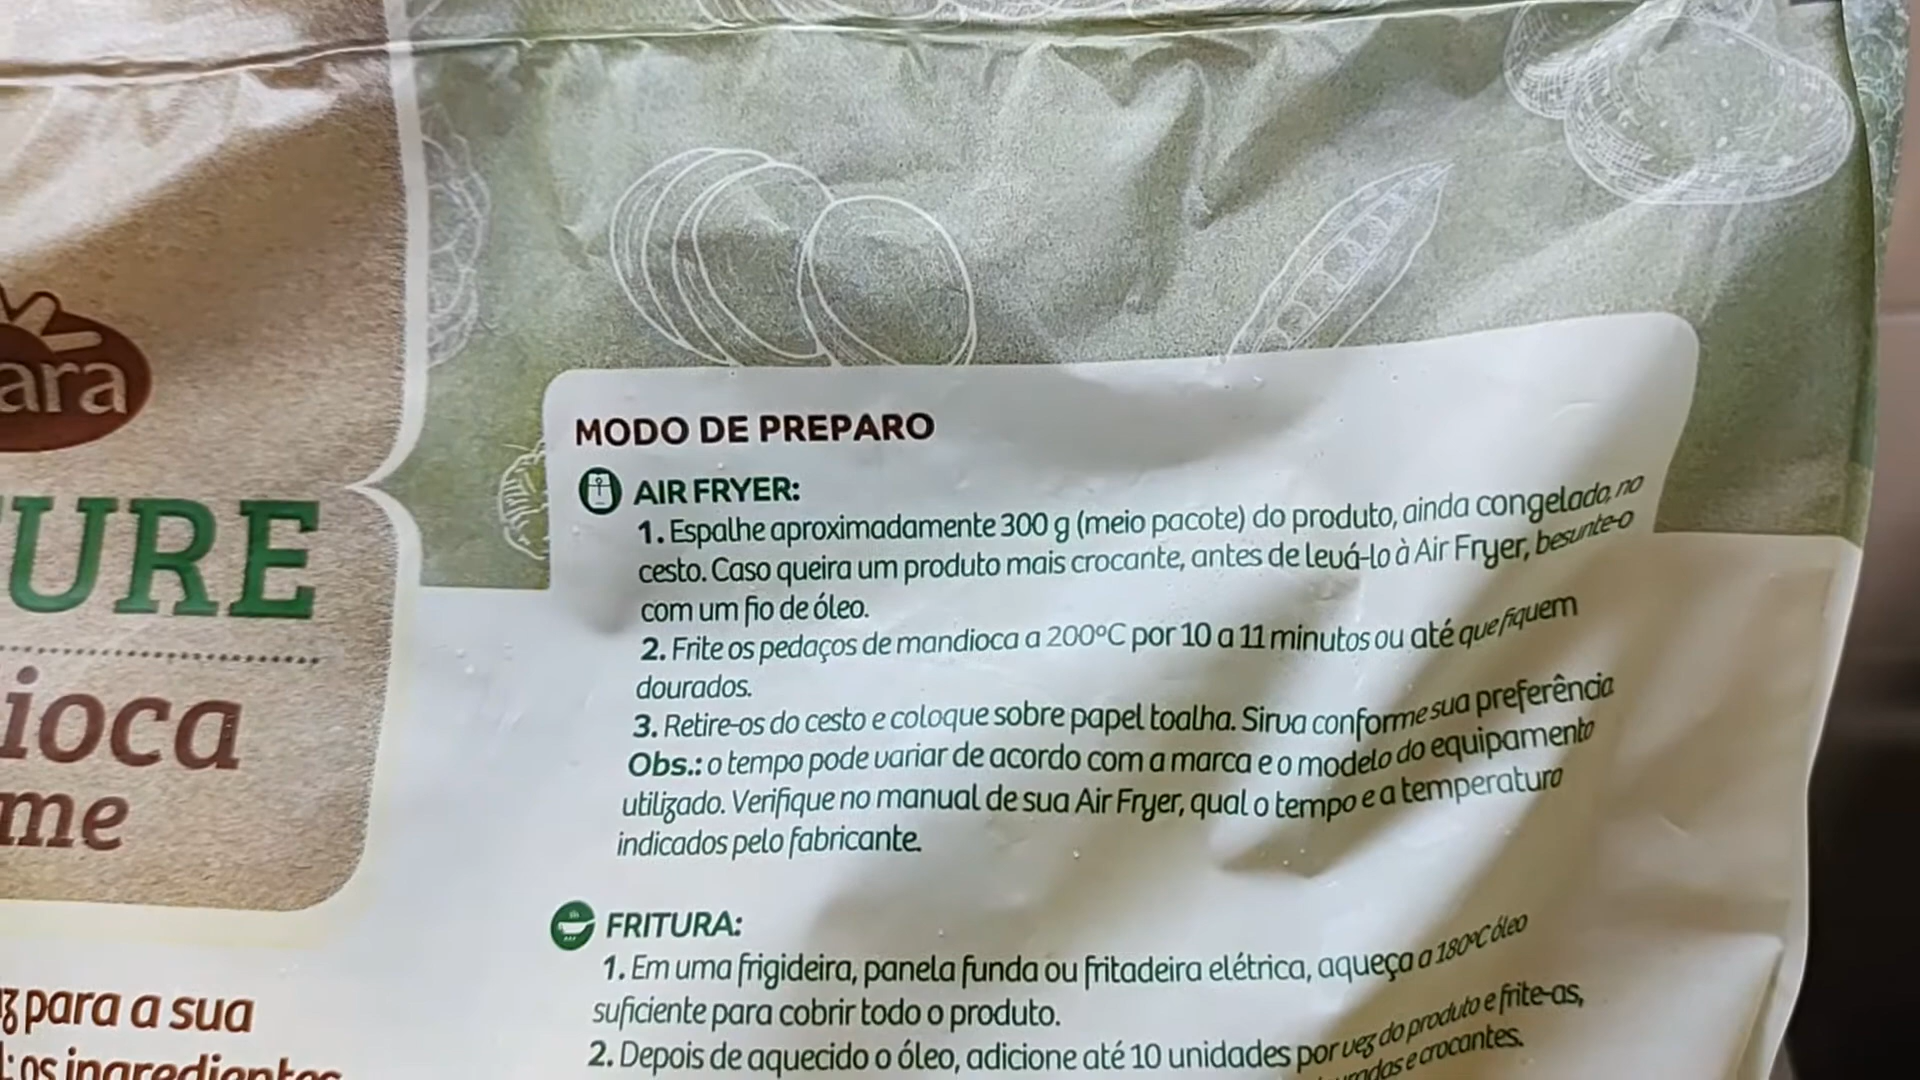 ara
URE
ioca
me
para a sua
os ingredientes
MODO DE PREPARO
AIR FRYER:
1. Espalhe aproximadamente 300 g (meio pacote) do produto, ainda congelado, no
cesto. Caso queira um produto mais crocante, antes de levá-lo à Air Fryer, besunte-o
com um fio de óleo.
2. Frite os pedaços de mandioca a 200ºC por 10 a 11 minutos ou até que fiquem
dourados.
3. Retire-os do cesto e coloque sobre papel toalha. Sirva conforme sua preferência
Obs.: o tempo pode variar de acordo com a marca e o modelo do equipamento
utilizado. Verifique no manual de sua Air Fryer, qual o tempo e a temperatura
indicados pelo fabricante.
FRITURA:
1. Em uma frigideira, panela funda ou fritadeira elétrica, aqueça a 180ºC óleo
suficiente para cobrir todo o produto.
2. Depois de aquecido o óleo, adicione até 10 unidades por vez do produto e frite-as,
e crocantes.